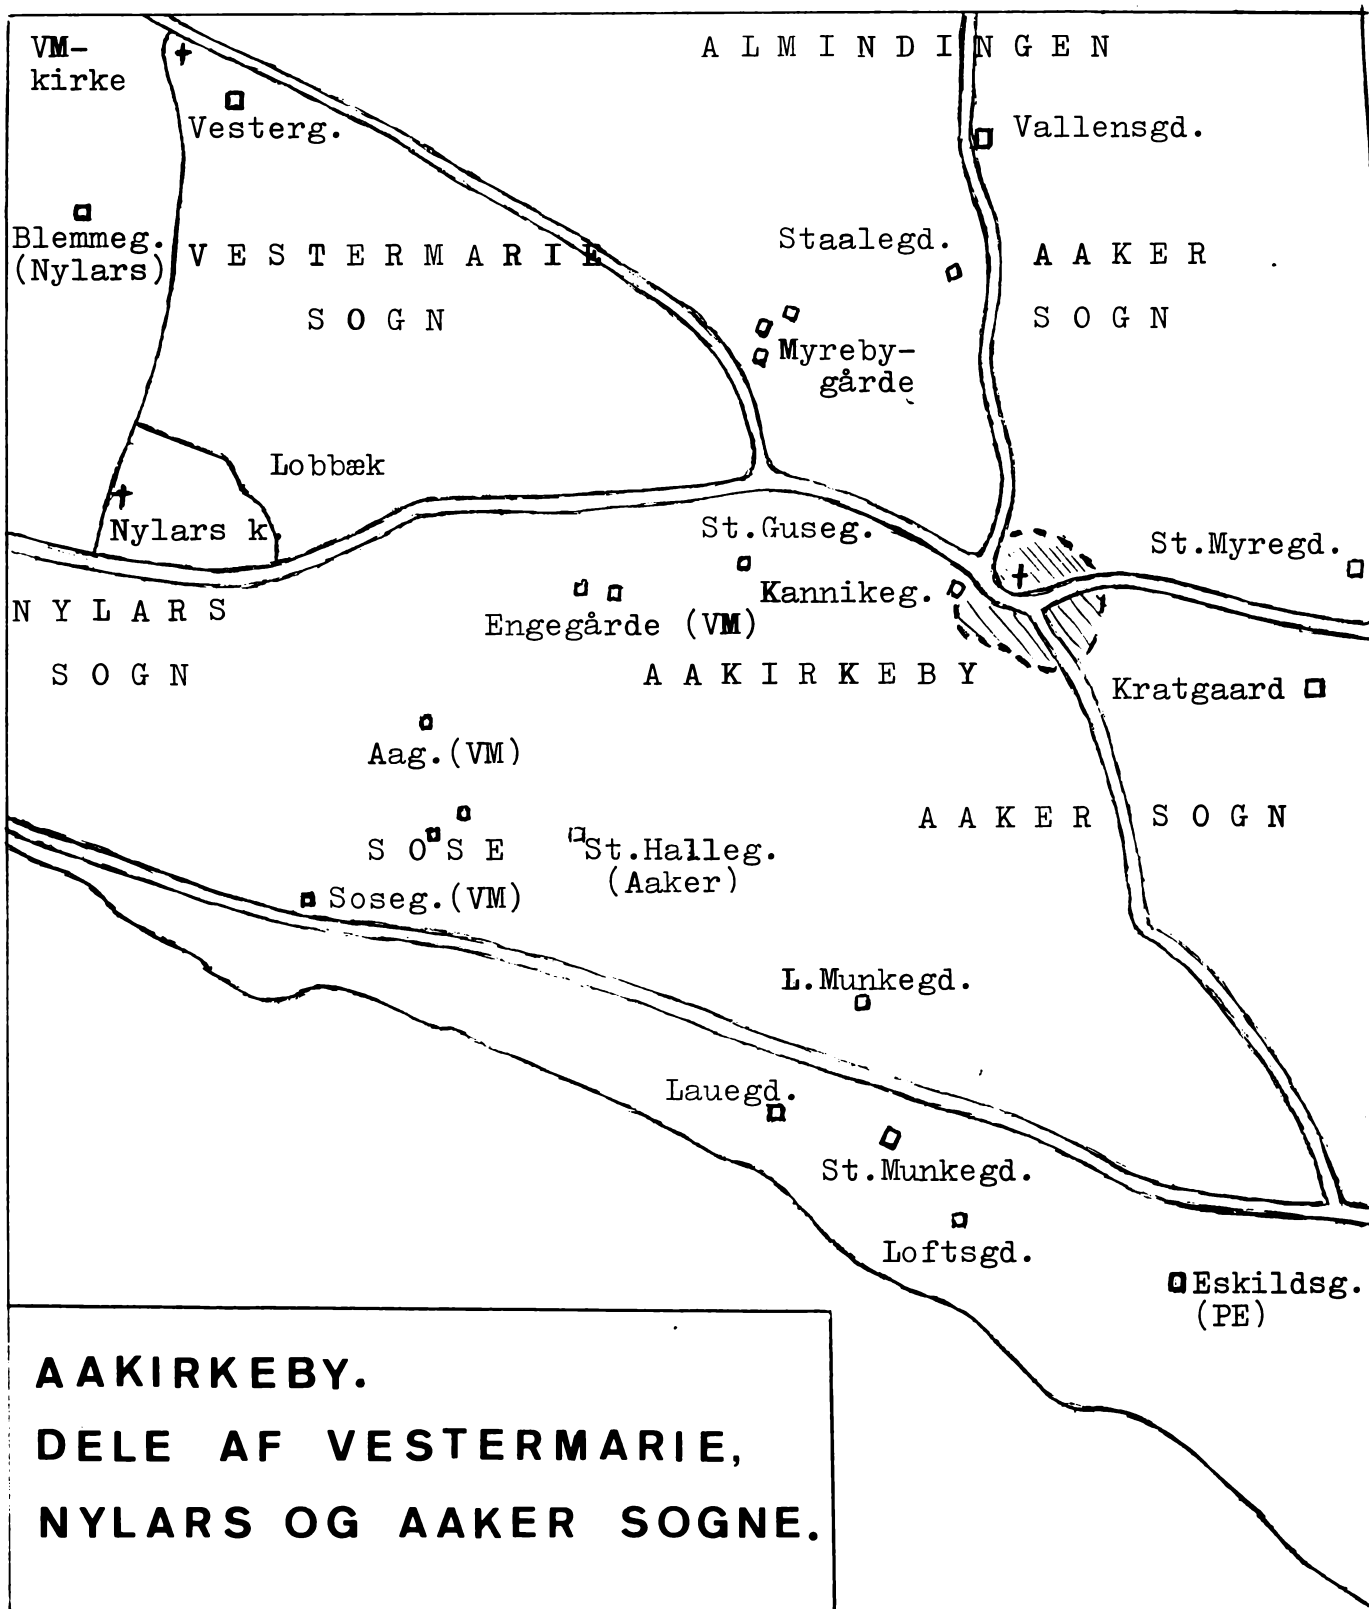 VM-
kirke
ALMINDINGEN
Vesterg.
Vallensgd.
Blemmeg.
(Nylars)
VESTERMARIE
SOGN
Staalegd.
AAKER
SOGN
Myreby-
gårde
Lobbæk
Nylars k.
St.Guseg.
St.Myregd.
Kannikeg.
NYLARS
SOGN
Engegårde (VM)
AAKIRKEBY
Kratgaard
Aag.(VM)
AAKER SOGN
SOSE
St.Halleg.
(Aaker)
Soseg.(VM)
L.Munkegd.
Lauegd.
St.Munkegd.
Loftsgd.
Eskildsg.
(PE)
AAKIRKEBY.
DELE AF VESTERMARIE,
NYLARS OG AAKER SOGNE.